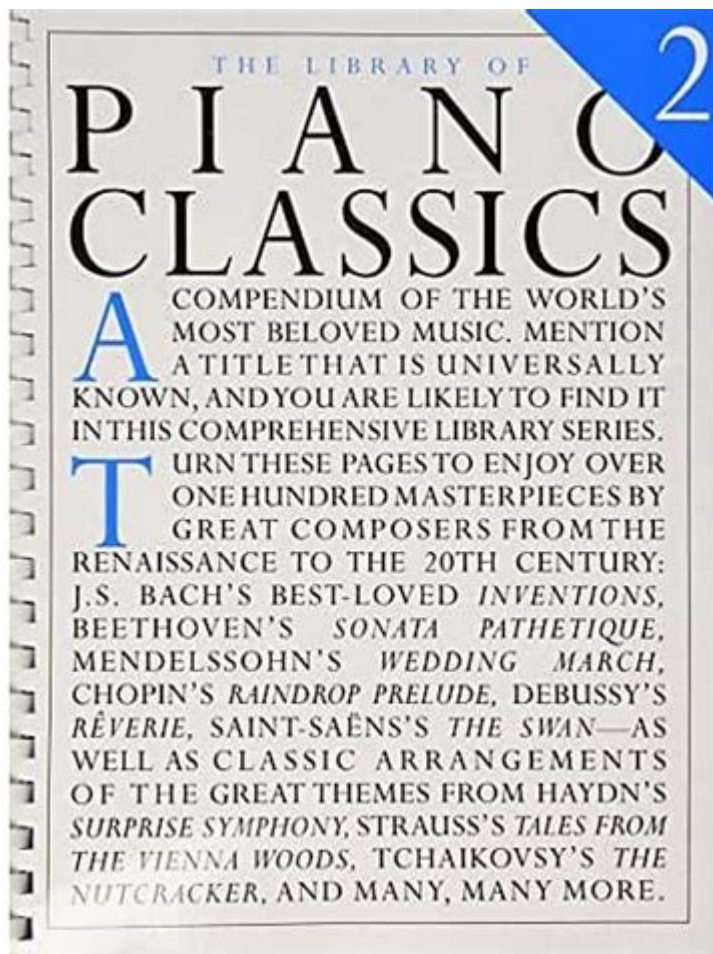 THE LIBRARY OF
2
PIANO
CLASSICS
A COMPENDIUM OF THE WORLD'S
MOST BELOVED MUSIC. MENTION
A TITLE THAT IS UNIVERSALLY
KNOWN, AND YOU ARE LIKELY TO FIND IT
IN THIS COMPREHENSIVE LIBRARY SERIES.
TURN THESE PAGES TO ENJOY OVER
ONE HUNDRED MASTERPIECES BY
GREAT COMPOSERS FROM THE
RENAISSANCE TO THE 20TH CENTURY:
J.S. BACH'S BEST-LOVED INVENTIONS,
BEETHOVEN'S SONATA PATHETIQUE,
MENDELSSOHN'S WEDDING MARCH,
CHOPIN'S RAINDROP PRELUDE, DEBUSSY'S
RÊVERIE, SAINT-SAËNS'S THE SWAN—AS
WELL AS CLASSIC ARRANGEMENTS
OF THE GREAT THEMES FROM HAYDN'S
SURPRISE SYMPHONY, STRAUSS'S TALES FROM
THE VIENNA WOODS, TCHAIKOVSY'S THE
NUTCRACKER, AND MANY, MANY MORE.